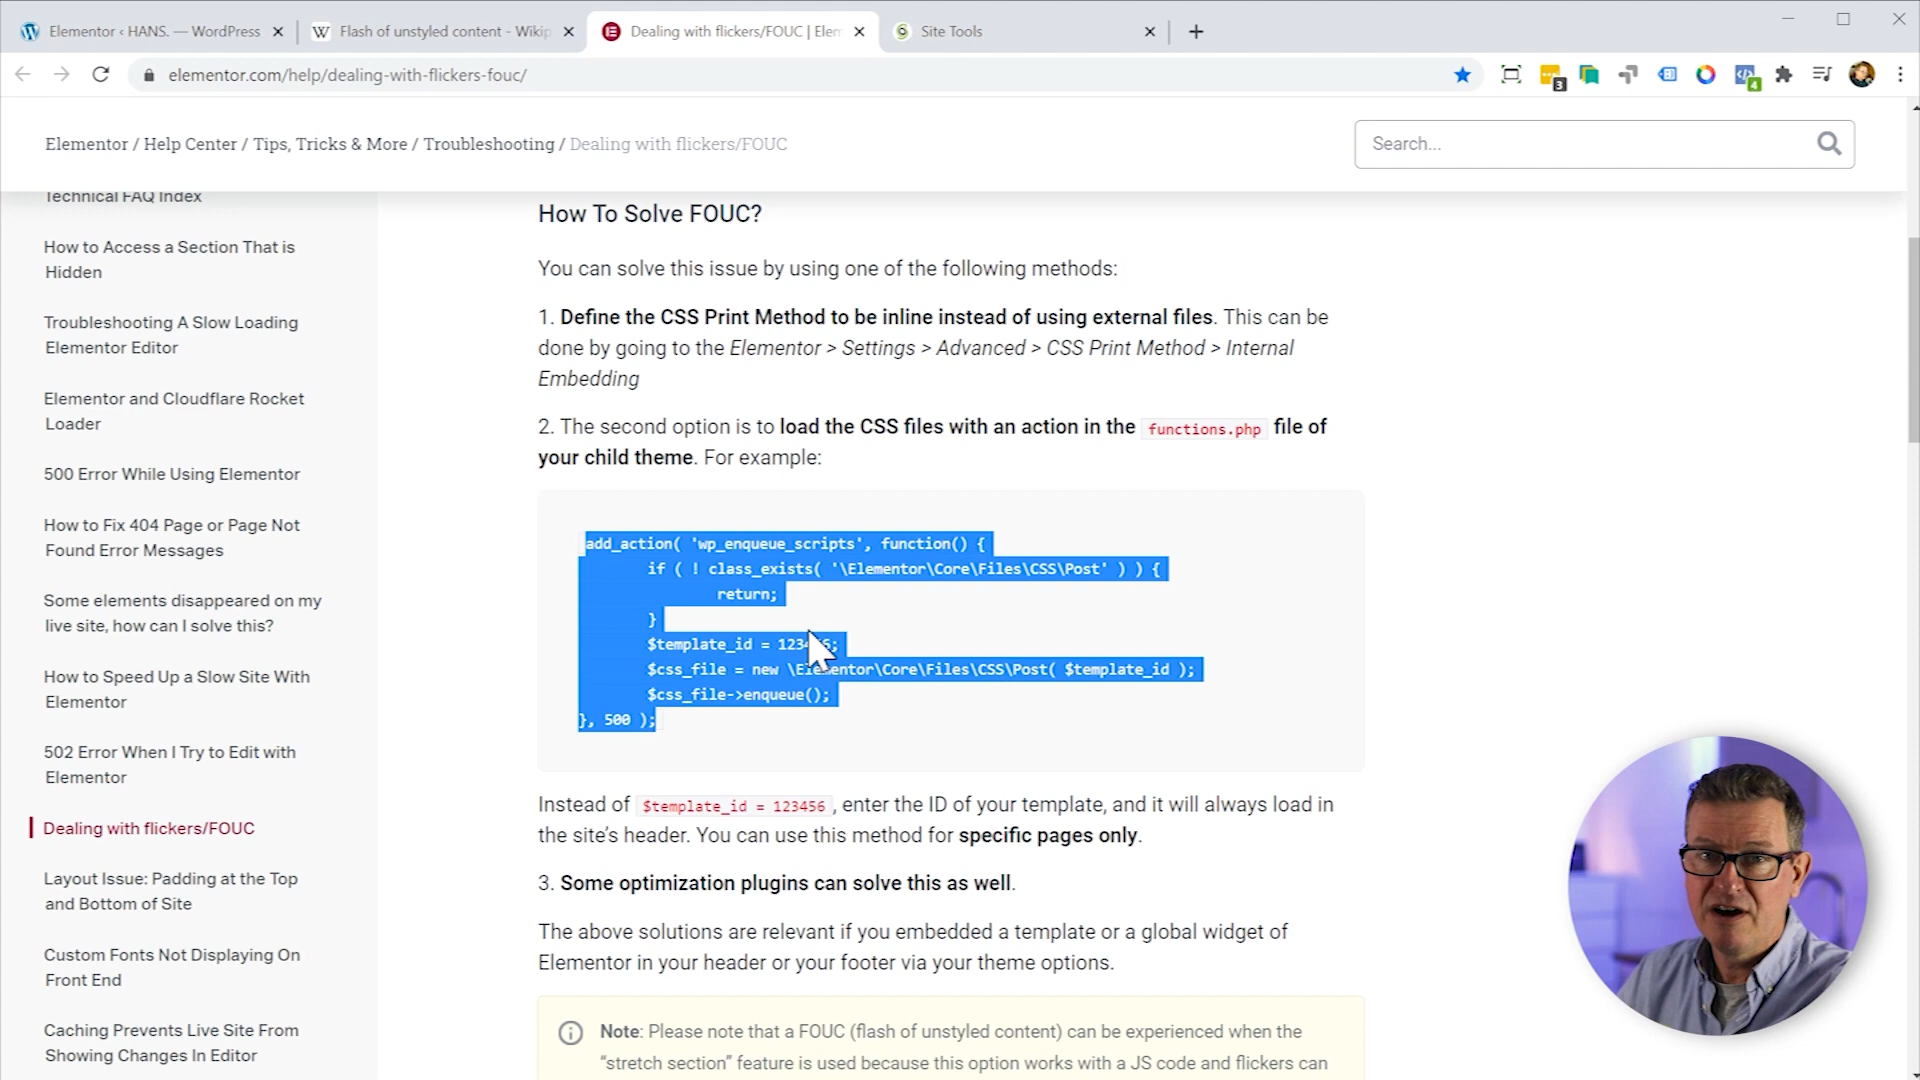 Elementor ‹ HANS. — WordPress
Flash of unstyled content - Wikip
Dealing with flickers/FOUC | Elem
Site Tools
elementor.com/help/dealing-with-flickers-fouc/
3
4
Elementor / Help Center / Tips, Tricks & More / Troubleshooting / Dealing with flickers/FOUC
Search...
Technical FAQ Index
How to Access a Section That is
Hidden
Troubleshooting A Slow Loading
Elementor Editor
Elementor and Cloudflare Rocket
Loader
500 Error While Using Elementor
How to Fix 404 Page or Page Not
Found Error Messages
Some elements disappeared on my
live site, how can I solve this?
How to Speed Up a Slow Site With
Elementor
502 Error When I Try to Edit with
Elementor
Dealing with flickers/FOUC
Layout Issue: Padding at the Top
and Bottom of Site
Custom Fonts Not Displaying On
Front End
Caching Prevents Live Site From
Showing Changes In Editor
How To Solve FOUC?
You can solve this issue by using one of the following methods:
1. Define the CSS Print Method to be inline instead of using external files. This can be
done by going to the Elementor > Settings > Advanced > CSS Print Method > Internal
Embedding
2. The second option is to load the CSS files with an action in the functions.php file of
your child theme. For example:
add_action( 'wp_enqueue_scripts', function() {
if ( ! class_exists( '\Elementor\Core\Files\CSS\Post' ) ) {
return;
}
$template_id = 123456;
$css_file = new \Elementor\Core\Files\CSS\Post( $template_id );
$css_file->enqueue();
}, 500 );
Instead of $template_id = 123456, enter the ID of your template, and it will always load in
the site's header. You can use this method for specific pages only.
3. Some optimization plugins can solve this as well.
The above solutions are relevant if you embedded a template or a global widget of
Elementor in your header or your footer via your theme options.
Note: Please note that a FOUC (flash of unstyled content) can be experienced when the
“stretch section” feature is used because this option works with a JS code and flickers can